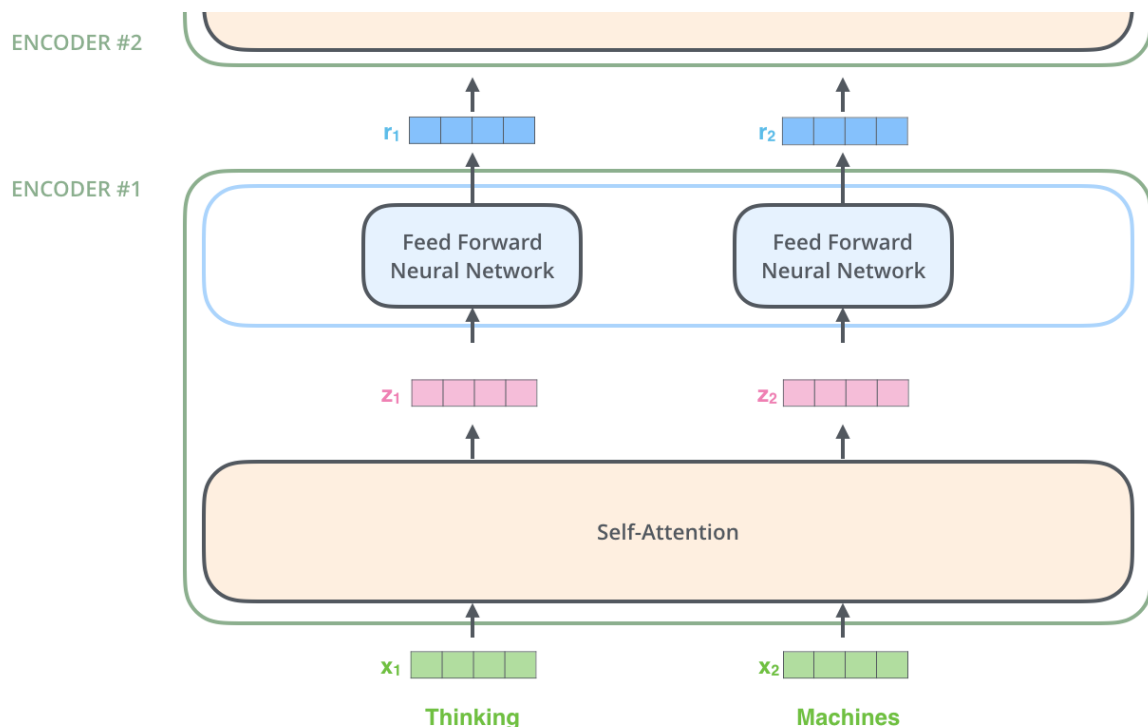 ENCODER #2
r₁
r₂
ENCODER #1
Feed Forward
Neural Network
Feed Forward
Neural Network
z₁
z₂
Self-Attention
x₁
x₂
Thinking
Machines